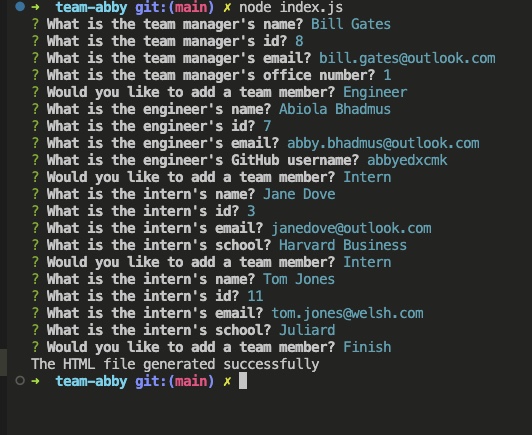 ➜ team-abby git:(main) ✗ node index.js
? What is the team manager's name? Bill Gates
? What is the team manager's id? 8
? What is the team manager's email? bill.gates@outlook.com
? What is the team manager's office number? 1
? Would you like to add a team member? Engineer
? What is the engineer's name? Abiola Bhadmus
? What is the engineer's id? 7
? What is the engineer's email? abby.bhadmus@outlook.com
? What is the engineer's GitHub username? abbyedxcmk
? Would you like to add a team member? Intern
? What is the intern's name? Jane Dove
? What is the intern's id? 3
? What is the intern's email? janedove@outlook.com
? What is the intern's school? Harvard Business
? Would you like to add a team member? Intern
? What is the intern's name? Tom Jones
? What is the intern's id? 11
? What is the intern's email? tom.jones@welsh.com
? What is the intern's school? Juliard
? Would you like to add a team member? Finish
The HTML file generated successfully
➜ team-abby git:(main) ✗